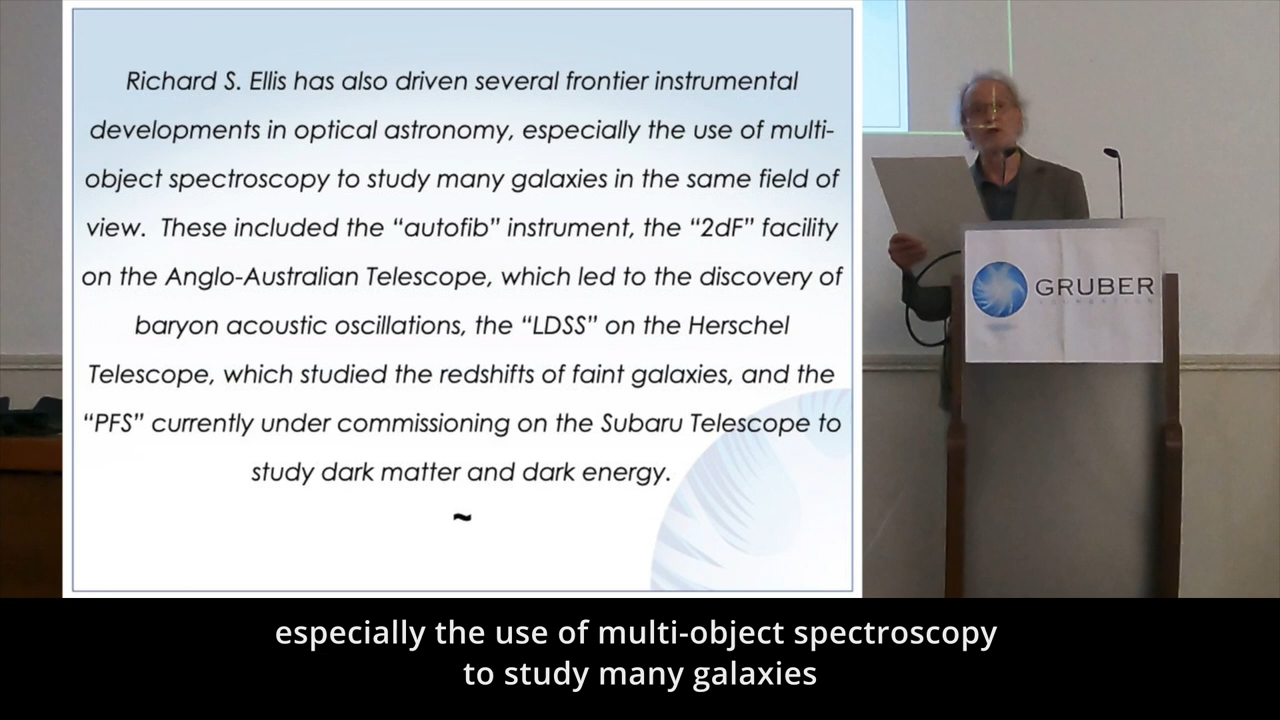 Richard S. Ellis has also driven several frontier instrumental
developments in optical astronomy, especially the use of multi-
object spectroscopy to study many galaxies in the same field of
view. These included the “autofib” instrument, the “2dF” facility
on the Anglo-Australian Telescope, which led to the discovery of
baryon acoustic oscillations, the “LDSS” on the Herschel
Telescope, which studied the redshifts of faint galaxies, and the
“PFS” currently under commissioning on the Subaru Telescope to
study dark matter and dark energy.
~
GRUBER
especially the use of multi-object spectroscopy
to study many galaxies